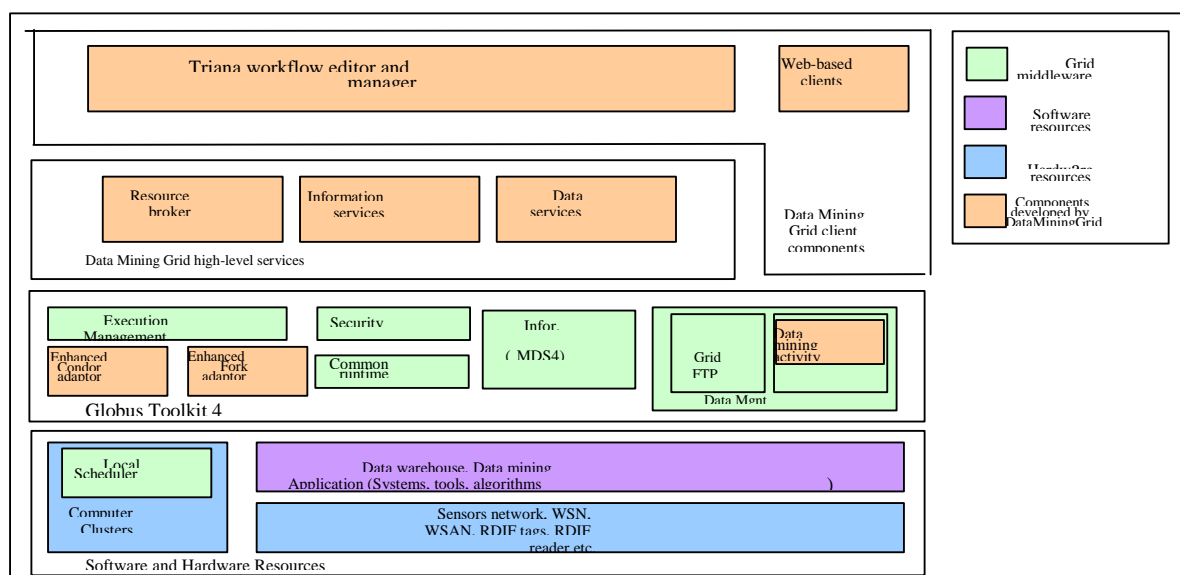 Triana workflow editor and
manager
Web-based
clients
Grid
middleware
Software
resources
Hardware
resources
Components
developed by
DataMiningGrid
Resource
broker
Information
services
Data
services
Data Mining Grid high-level services
Data Mining
Grid client
components
Execution
Management
Security
Infor.
( MDS4)
Enhanced
Condor
adaptor
Enhanced
Fork
adaptor
Common
runtime
Grid
FTP
Data
mining
activity
Data Mgnt
Globus Toolkit 4
Local
Scheduler
Computer
Clusters
Data warehouse, Data mining
Application (Systems, tools, algorithms )
Sensors network, WSN,
WSAN, RDIF tags, RDIF
reader etc
Software and Hardware Resources